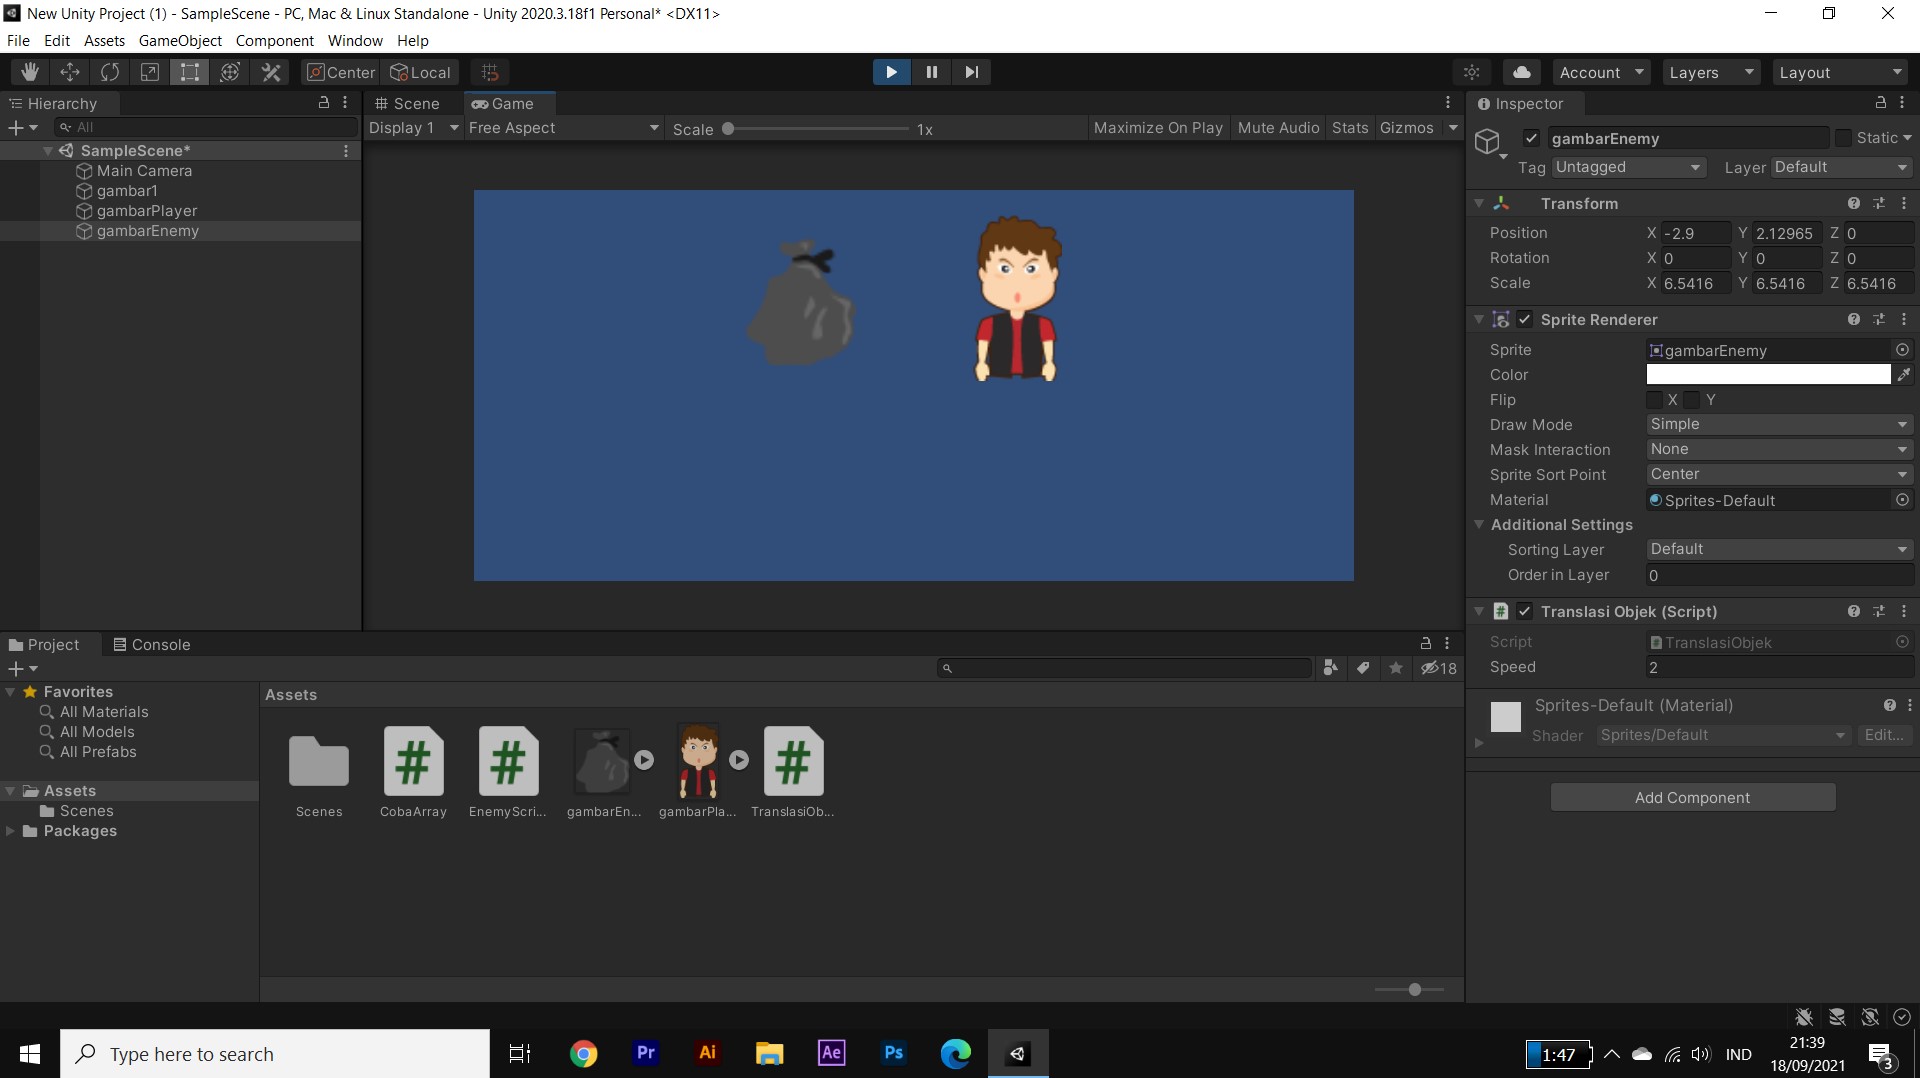 New Unity Project (1) - SampleScene - PC, Mac & Linux Standalone - Unity 2020.3.18f1 Personal* <DX11>
File Edit Assets GameObject Component Window Help
Center Local Account Layers Layout
Hierarchy
All
SampleScene*
Main Camera
gambar1
gambarPlayer
gambarEnemy
Scene Game
Display 1 Free Aspect Scale 1x Maximize On Play Mute Audio Stats Gizmos
Inspector
gambarEnemy Static
Tag Untagged Layer Default
Transform
Position X -2.9 Y 2.12965 Z 0
Rotation X 0 Y 0 Z 0
Scale X 6.5416 Y 6.5416 Z 6.5416
Sprite Renderer
Sprite gambarEnemy
Color
Flip X Y
Draw Mode Simple
Mask Interaction None
Sprite Sort Point Center
Material Sprites-Default
Additional Settings
Sorting Layer Default
Order in Layer 0
# Translasi Objek (Script)
Script # TranslasiObjek
Speed 2
Sprites-Default (Material)
Shader Sprites/Default Edit...
Add Component
Project Console
18
Favorites
All Materials
All Models
All Prefabs
Assets
Scenes
Packages
Assets
# # #
Scenes CobaArray EnemyScri... gambarEn... gambarPla... TranslasiOb...
Type here to search
Pr Ai Ae Ps
1:47 IND
21:39
18/09/2021
3